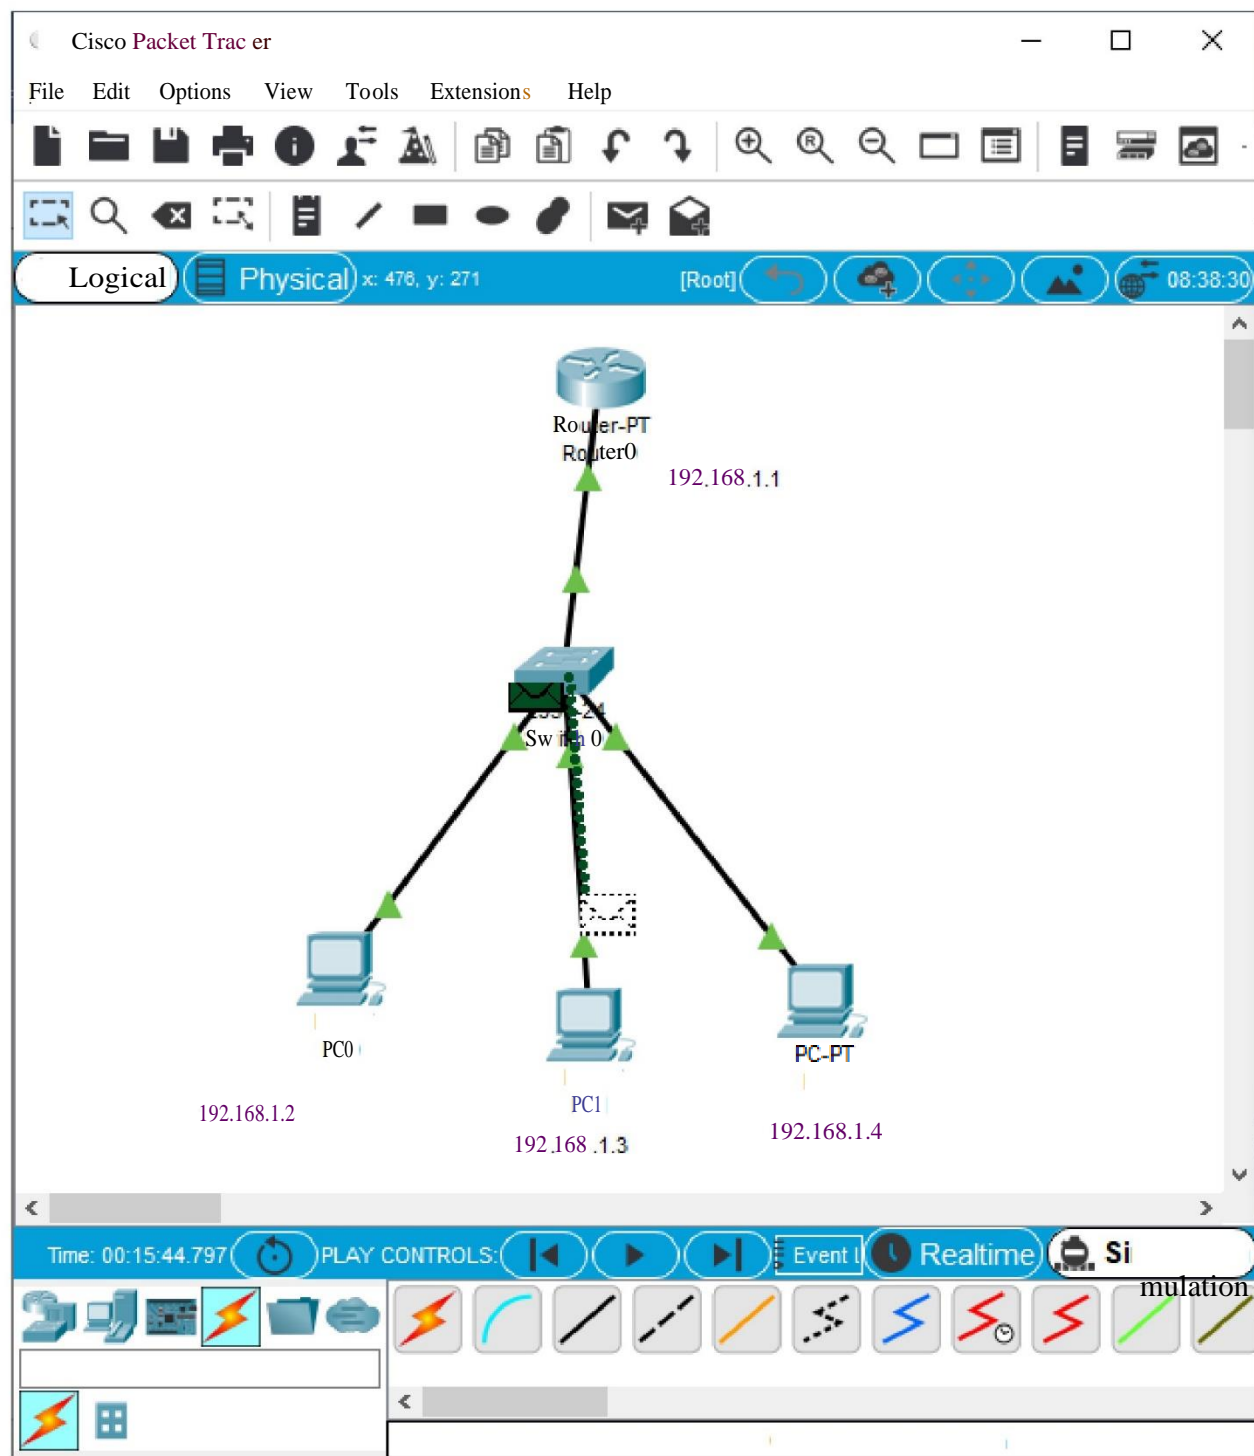 Cisco Packet Trac er
File Edit Options View Tools Extensions Help
Logical Physical x: 476, y: 271 [Root] 08:38:30
Router-PT
Router0
192.168.1.1
Switch 0
PC0
192.168.1.2
PC1
192.168 .1.3
PC-PT
192.168.1.4
Time: 00:15:44.797 PLAY CONTROLS: Event L Realtime Si
mulation